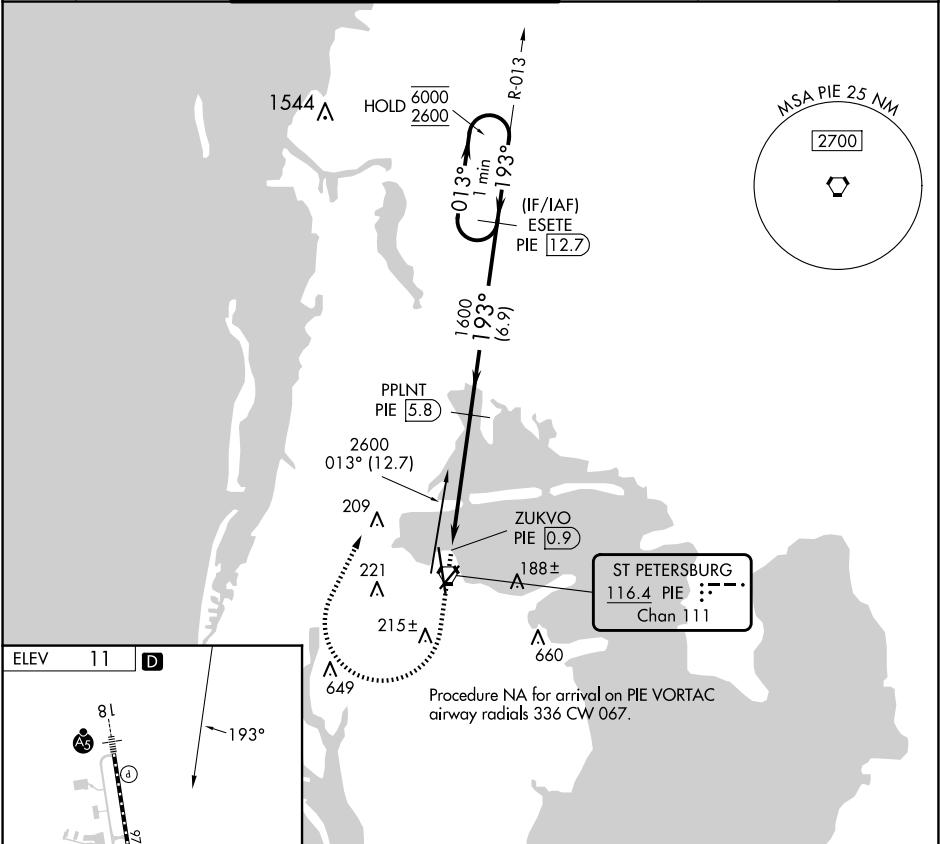 R-013
1544
HOLD 6000
2600
MSA PIE 25 NM
2700
013°
1 min
193°
(IF/IAF)
ESETE
PIE 12.7
1600
193°
(6.9)
PPLNT
PIE 5.8
2600
013° (12.7)
209
ZUKVO
PIE 0.9
221
188±
ST PETERSBURG
116.4 PIE
Chan 111
215±
660
649
Procedure NA for arrival on PIE VORTAC
airway radials 336 CW 067.
ELEV 11 D
18
A5
P
193°